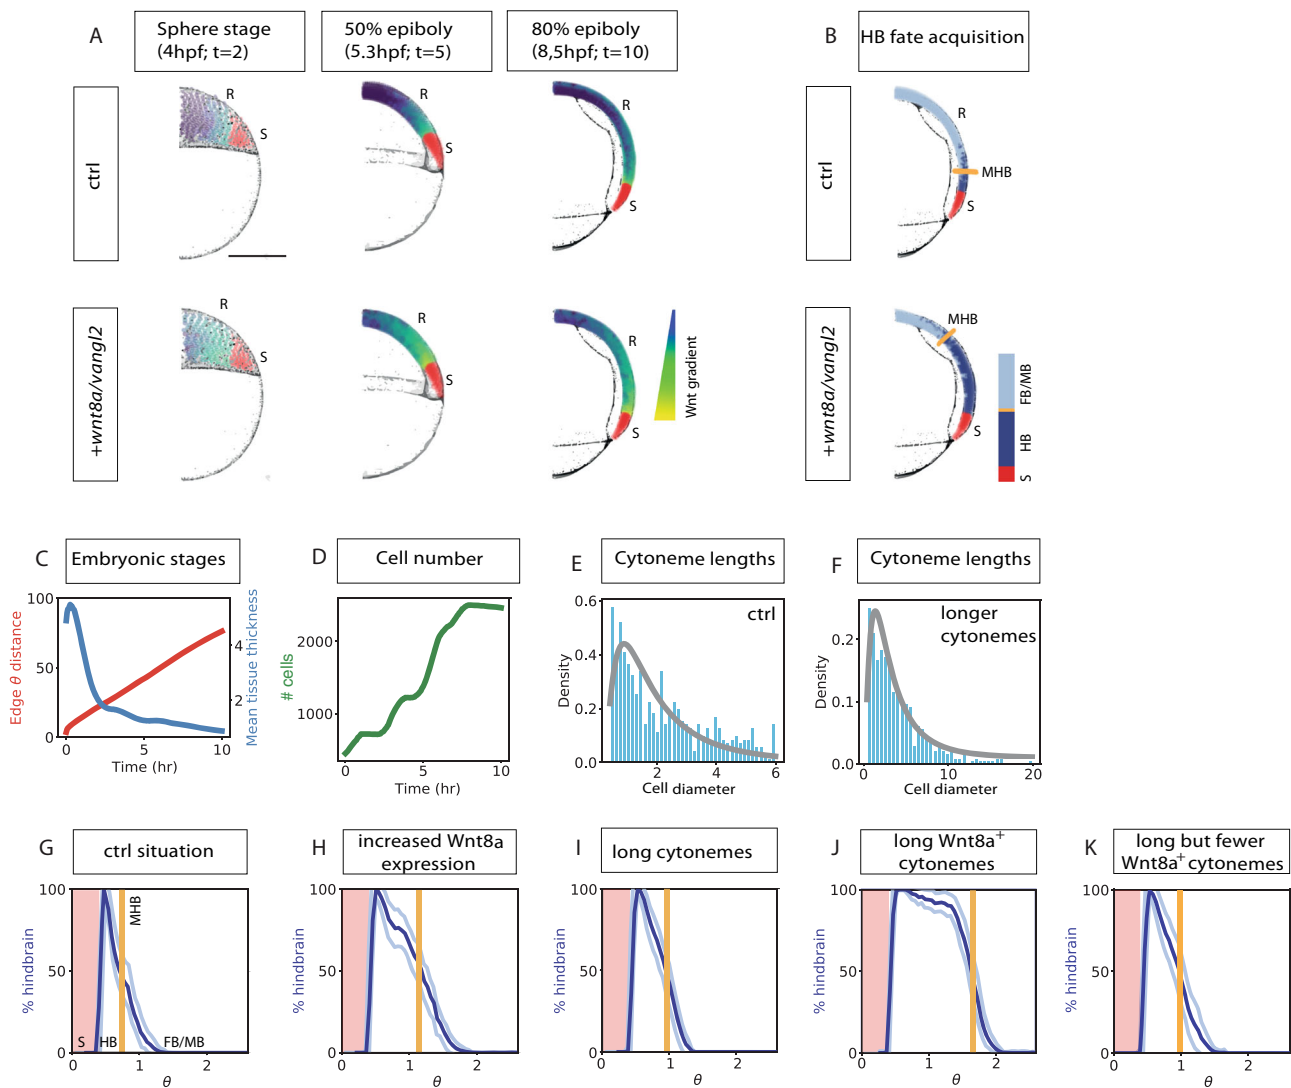 A
Sphere stage
(4hpf; t=2)
50% epiboly
(5.3hpf; t=5)
80% epiboly
(8,5hpf; t=10)
B
HB fate acquisition
ctrl
R
S
R
S
R
S
ctrl
R
MHB
S
+wnt8a/vangl2
R
S
R
S
R
S
Wnt gradient
+wnt8a/vangl2
MHB
S
FB/MB
HB
S
C
Embryonic stages
Edge θ distance
100
50
0
4
2
Mean tissue thickness
0
5
10
Time (hr)
D
Cell number
# cells
2000
1000
0
5
10
Time (hr)
E
Cytoneme lengths
ctrl
Density
0.6
0.4
0.2
0.0
2
4
6
Cell diameter
F
Cytoneme lengths
longer
cytonemes
Density
0.2
0.1
0.0
0
10
20
Cell diameter
G
ctrl situation
% hindbrain
100
50
0
MHB
S
HB
FB/MB
0
1
2
θ
H
increased Wnt8a
expression
% hindbrain
100
50
0
0
1
2
θ
I
long cytonemes
% hindbrain
100
50
0
0
1
2
θ
J
long Wnt8a+
cytonemes
% hindbrain
100
50
0
0
1
2
θ
K
long but fewer
Wnt8a+ cytonemes
% hindbrain
100
50
0
0
1
2
θ